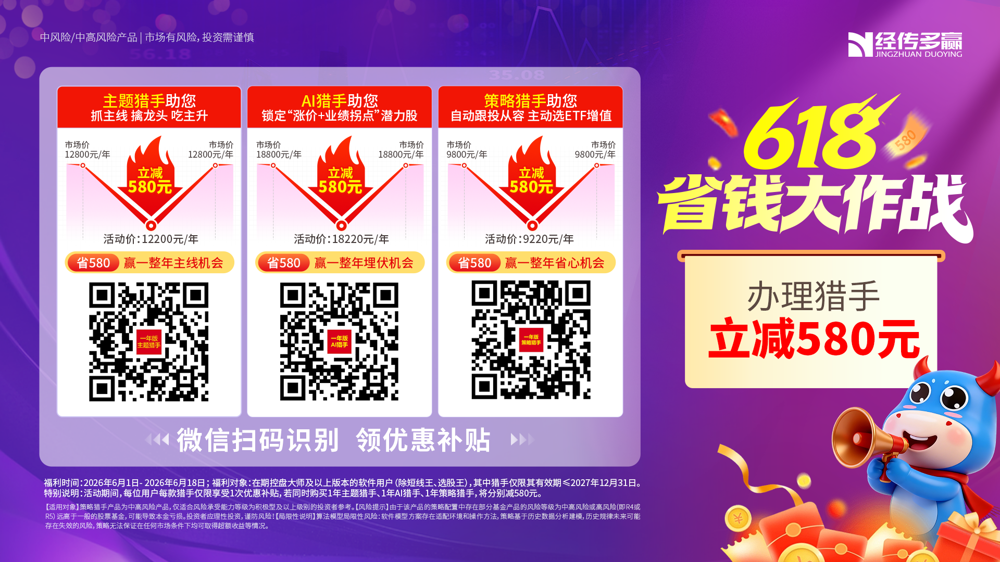 中风险/中高风险产品 | 市场有风险，投资需谨慎
经传多赢
JINGZHUAN DUOYING
主题猎手助您
抓主线 擒龙头 吃主升
市场价
12800元/年
市场价
12800元/年
立减
580元
活动价：12200元/年
省580 赢一整年主线机会
一年版
主题猎手
AI猎手助您
锁定“涨价+业绩拐点”潜力股
市场价
18800元/年
市场价
18800元/年
立减
580元
活动价：18220元/年
省580 赢一整年埋伏机会
一年版
AI猎手
策略猎手助您
自动跟投从容 主动选ETF增值
市场价
9800元/年
市场价
9800元/年
立减
580元
活动价：9220元/年
省580 赢一整年省心机会
一年版
策略猎手
微信扫码识别 领优惠补贴
618
省钱大作战
580
办理猎手
立减580元
福利时间：2026年6月1日- 2026年6月18日；福利对象：在期控盘大师及以上版本的软件用户（除短线王、选股王），其中猎手仅限其有效期≤2027年12月31日。
特别说明：活动期间，每位用户每款猎手仅限享受1次优惠补贴，若同时购买1年主题猎手、1年AI猎手、1年策略猎手，将分别减580元。
【适用对象】策略猎手产品为中高风险产品，仅适合风险承受能力等级为积极型及以上级别的投资者参考。【风险提示】由于该产品的策略配置中存在部分基金产品的风险等级为中高风险或高风险(即R4或
R5）远高于一般的股票基金，可能导致本金亏损。投资者应理性投资，谨防风险！【局限性说明】算法模型局限性风险：软件模型方案存在适配环境和操作方法，策略基于历史数据分析建模，历史规律未来可能
存在失效的风险，策略无法保证在任何市场条件下均可取得超额收益等情况。
56.18
35.08